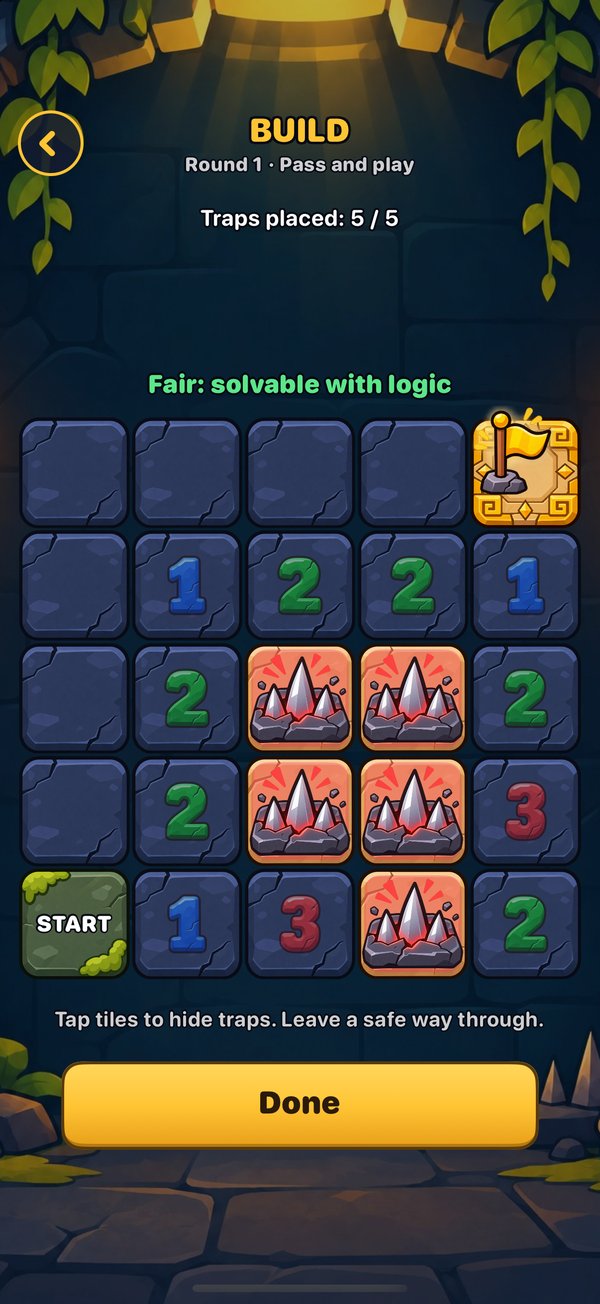 BUILD
Round 1 · Pass and play
Traps placed: 5 / 5
Fair: solvable with logic
1 2 2 1
2 2
2 3
START 1 3 2
Tap tiles to hide traps. Leave a safe way through.
Done